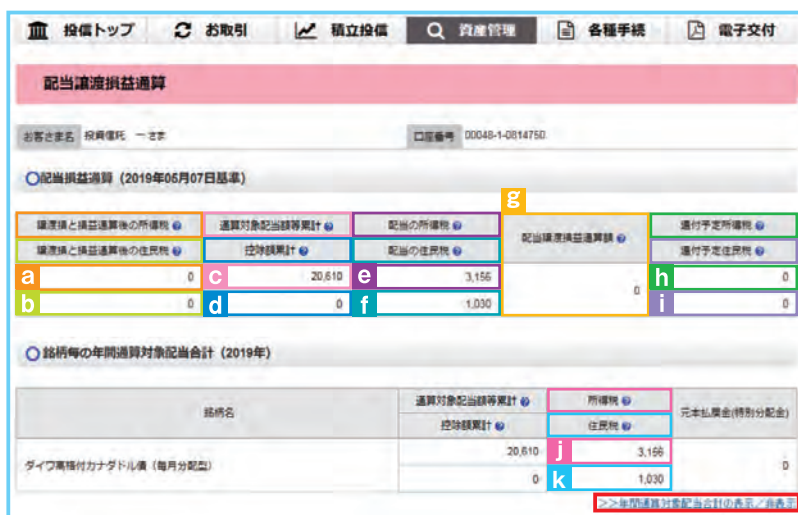 投信トップ お取引 積立投信 資産管理 各種手続 電子交付
配当譲渡損益通算
お客さま名 投資信託 一 さま 口座番号 00048-1-0814750
配当損益通算(2019年05月07日基準)
g
譲渡損と損益通算後の所得税 通算対象配当額等累計 配当の所得税 配当譲渡損益通算額 還付予定所得税
譲渡損と損益通算後の住民税 控除額累計 配当の住民税 還付予定住民税
a 0 c 20,610 e 3,156 0 h 0
b 0 d 0 f 1,030 i 0
銘柄毎の年間通算対象配当合計(2019年)
銘柄名 通算対象配当額等累計 所得税 元本払戻金(特別分配金)
控除額累計 住民税
ダイワ高格付カナダドル債(毎月分配型) 20,610 j 3,156 0
0 k 1,030
>>年間通算対象配当合計の表示/非表示